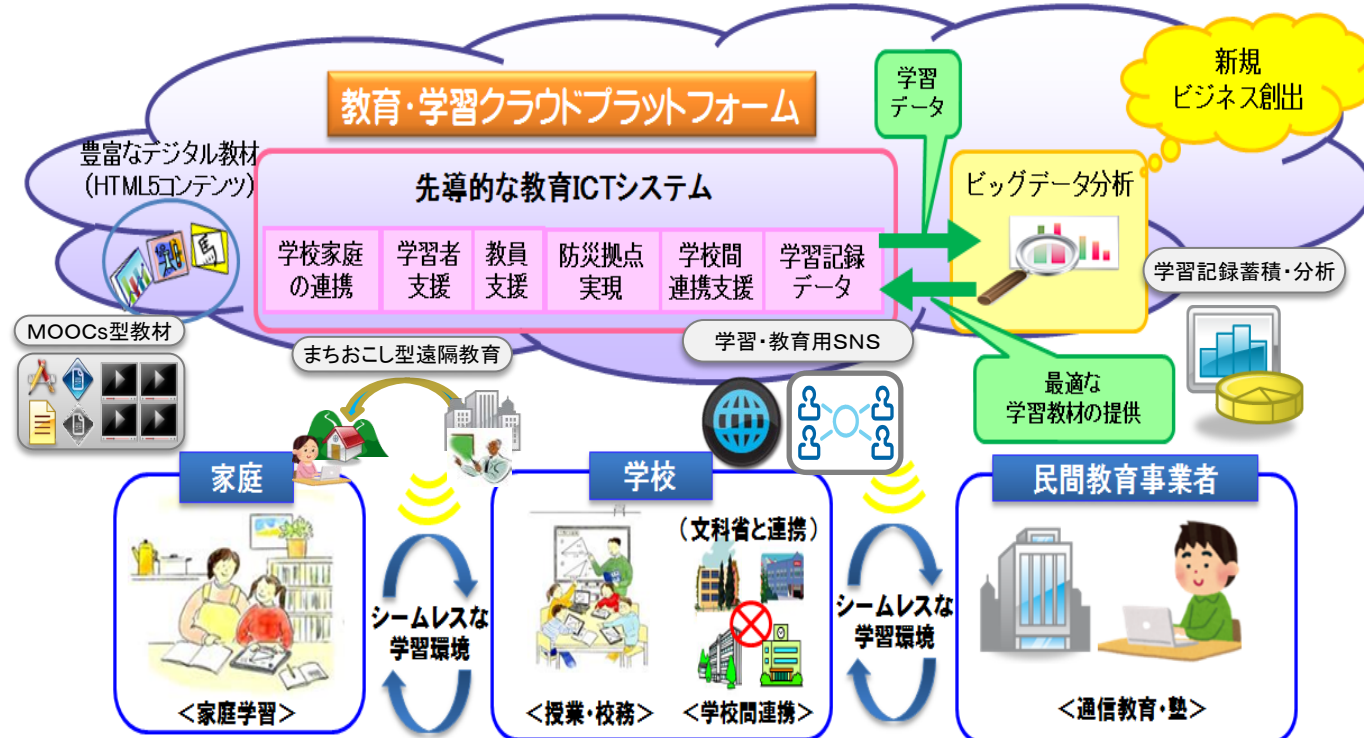 教育・学習クラウドプラットフォーム
学習
データ
新規
ビジネス創出
豊富なデジタル教材
(HTML5コンテンツ)
先導的な教育ICTシステム
ビッグデータ分析
学校家庭
の連携
学習者
支援
教員
支援
防災拠点
実現
学校間
連携支援
学習記録
データ
学習記録蓄積・分析
MOOCs型教材
まちおこし型遠隔教育
学習・教育用SNS
最適な
学習教材の提供
馬
家庭
学校
民間教育事業者
(文科省と連携)
シームレスな
学習環境
シームレスな
学習環境
<家庭学習>
<授業・校務>
<学校間連携>
<通信教育・塾>